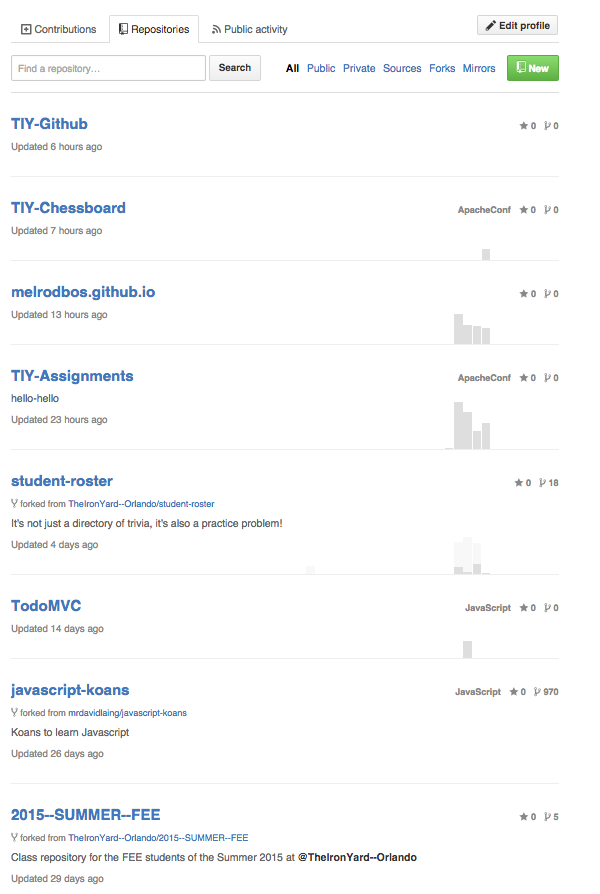 Contributions Repositories Public activity Edit profile
Find a repository... Search All Public Private Sources Forks Mirrors New
TIY-Github 0 0
Updated 6 hours ago
TIY-Chessboard ApacheConf 0 0
Updated 7 hours ago
melrodbos.github.io 0 0
Updated 13 hours ago
TIY-Assignments ApacheConf 0 0
hello-hello
Updated 23 hours ago
student-roster 0 18
forked from TheIronYard--Orlando/student-roster
It's not just a directory of trivia, it's also a practice problem!
Updated 4 days ago
TodoMVC JavaScript 0 0
Updated 14 days ago
javascript-koans JavaScript 0 970
forked from mrdavidlaing/javascript-koans
Koans to learn Javascript
Updated 26 days ago
2015--SUMMER--FEE 0 5
forked from TheIronYard--Orlando/2015--SUMMER--FEE
Class repository for the FEE students of the Summer 2015 at @TheIronYard--Orlando
Updated 29 days ago